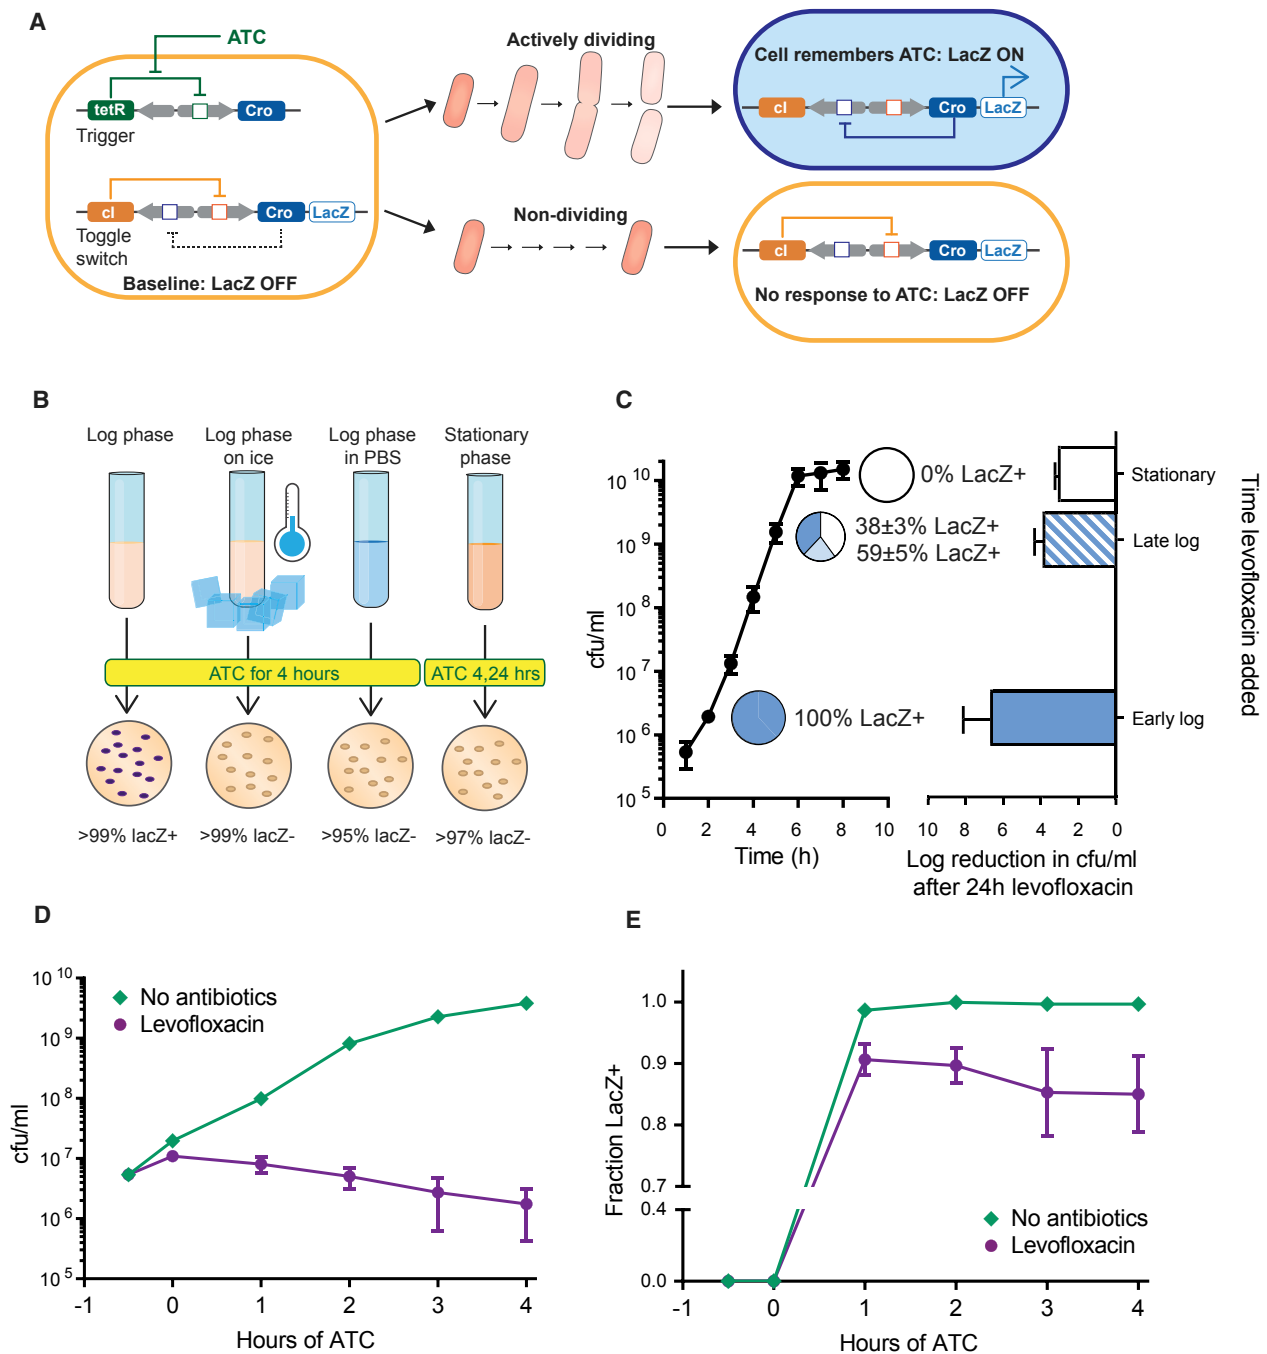 A
ATC
tetR
Cro
Trigger
cI
Cro
LacZ
Toggle
switch
Baseline: LacZ OFF
Actively dividing
Non-dividing
Cell remembers ATC: LacZ ON
cI
Cro
LacZ
cI
Cro
LacZ
No response to ATC: LacZ OFF
B
Log phase
Log phase
on ice
Log phase
in PBS
Stationary
phase
ATC for 4 hours
ATC 4,24 hrs
>99% lacZ+
>99% lacZ-
>95% lacZ-
>97% lacZ-
C
cfu/ml
10 10
10 9
10 8
10 7
10 6
10 5
0 2 4 6 8 10
Time (h)
0% LacZ+
38±3% LacZ+
59±5% LacZ+
100% LacZ+
Stationary
Late log
Early log
Time levofloxacin added
10 8 6 4 2 0
Log reduction in cfu/ml
after 24h levofloxacin
D
cfu/ml
10 10
10 9
10 8
10 7
10 6
10 5
No antibiotics
Levofloxacin
-1 0 1 2 3 4
Hours of ATC
E
Fraction LacZ+
1.0
0.9
0.8
0.7
0.4
0.0
No antibiotics
Levofloxacin
-1 0 1 2 3 4
Hours of ATC